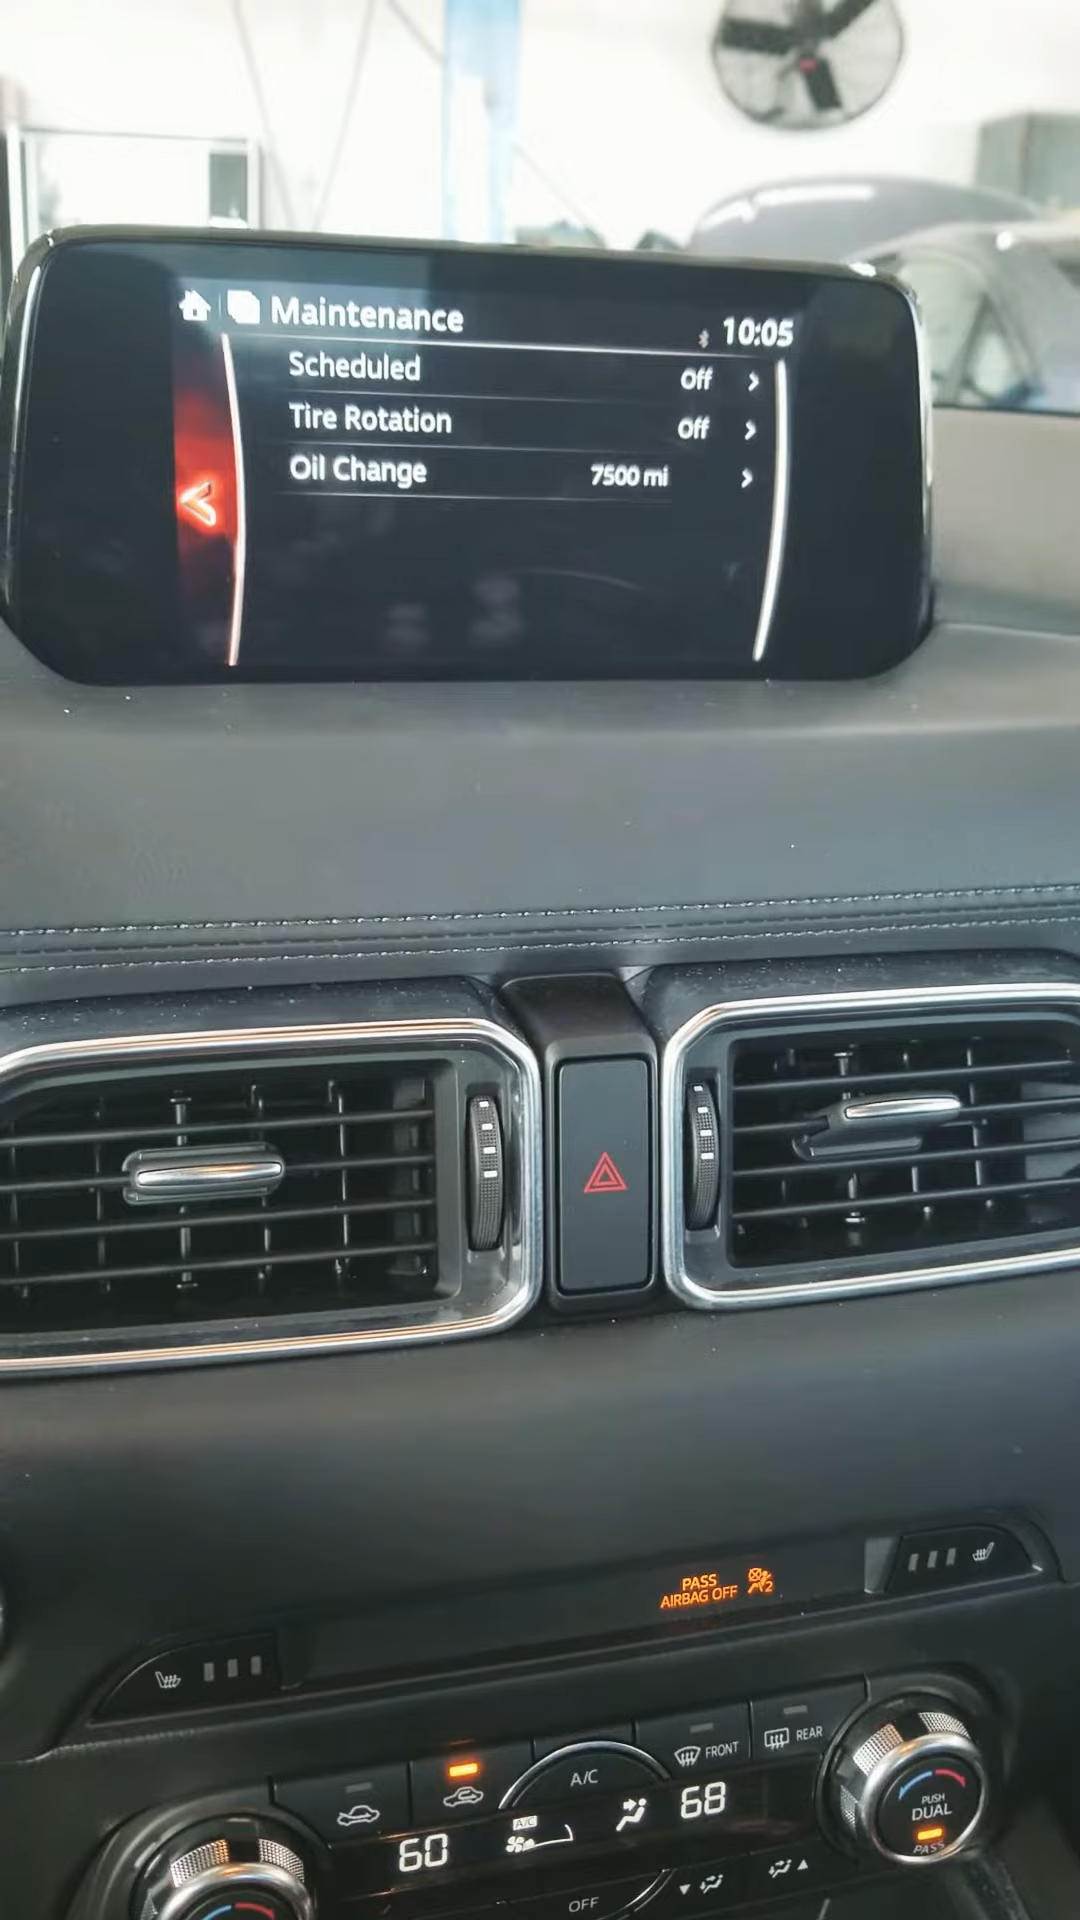 Maintenance
10:05
Scheduled Off
Tire Rotation Off
Oil Change 7500 mi
PASS
AIRBAG OFF 2
A/C
FRONT
REAR
60
A/C
68
PUSH
DUAL
PASS
OFF